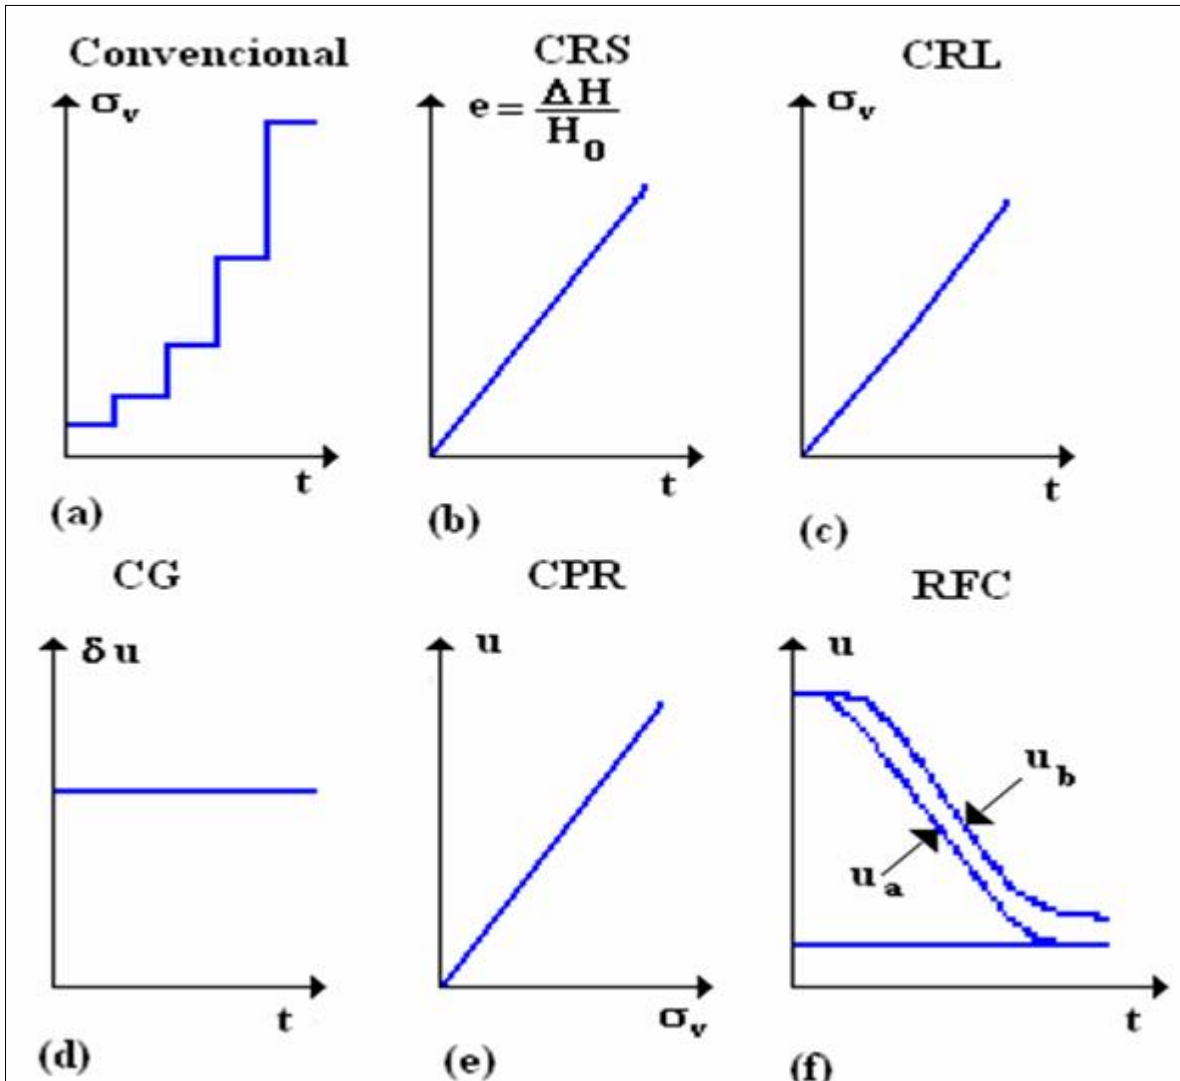 Convencional
σv
t
(a)
CRS
e = ΔH
H0
t
(b)
CRL
σv
t
(c)
CG
δu
t
(d)
CPR
u
σv
(e)
RFC
u
ub
ua
t
(f)